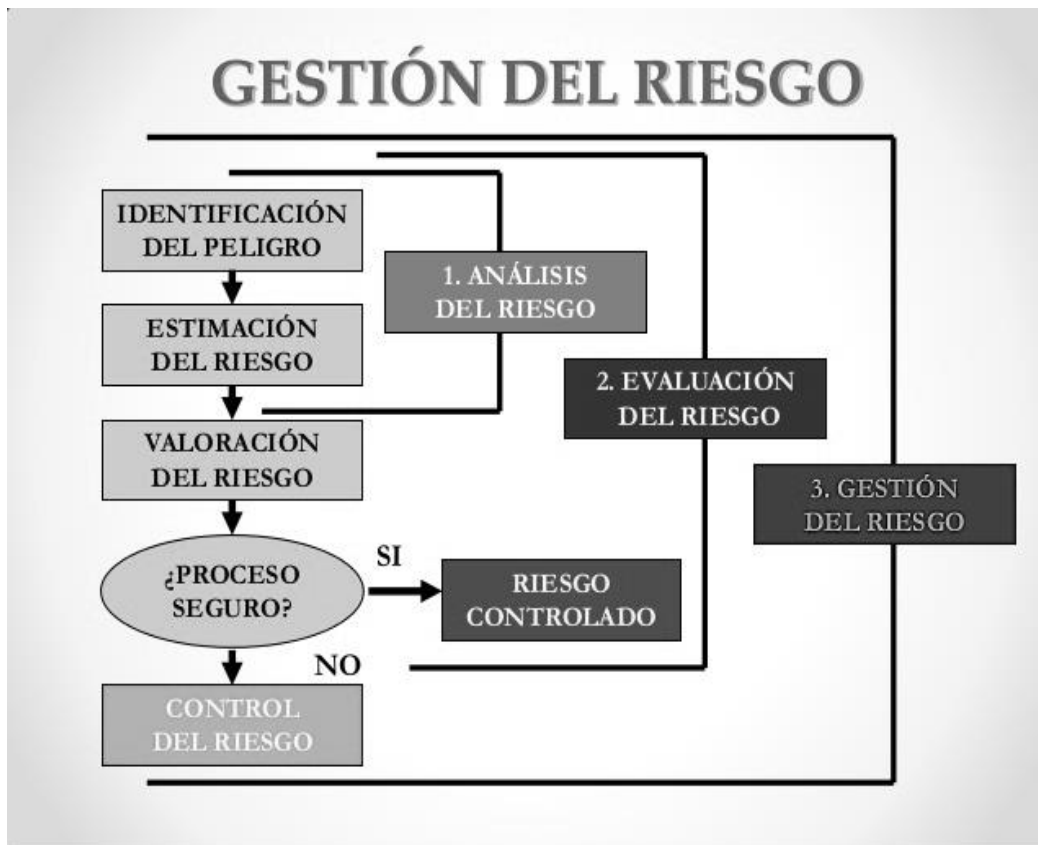 GESTIÓN DEL RIESGO
IDENTIFICACIÓN
DEL PELIGRO
1. ANÁLISIS
DEL RIESGO
ESTIMACIÓN
DEL RIESGO
2. EVALUACIÓN
DEL RIESGO
VALORACIÓN
DEL RIESGO
3. GESTIÓN
DEL RIESGO
¿PROCESO
SEGURO?
SI
RIESGO
CONTROLADO
NO
CONTROL
DEL RIESGO